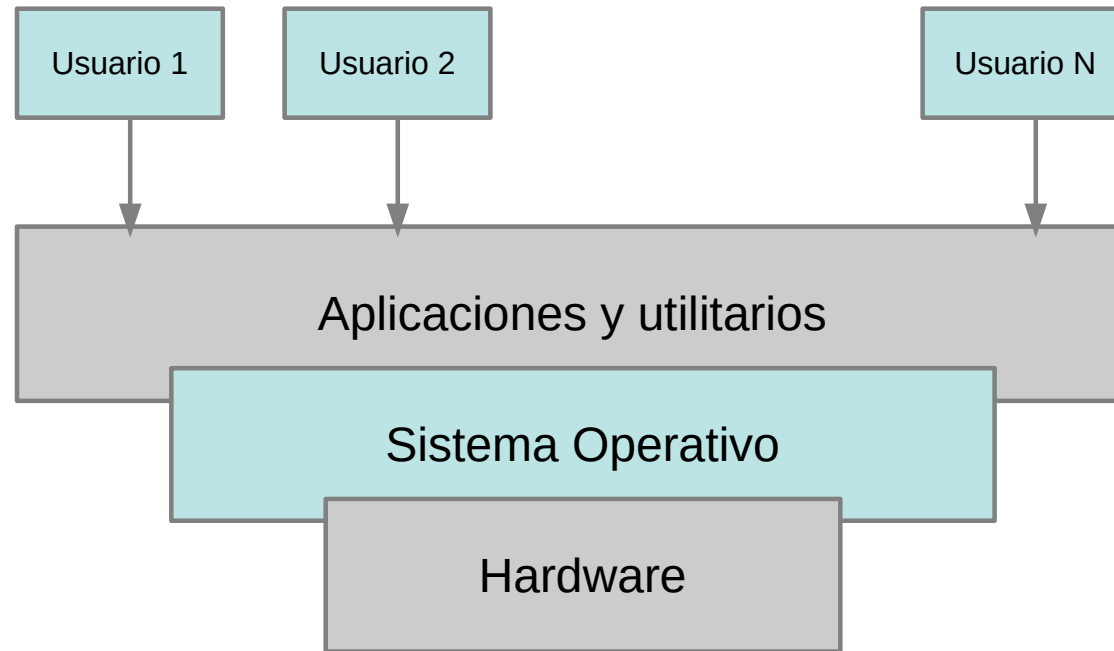 Usuario 1
Usuario 2
Usuario N
Aplicaciones y utilitarios
Sistema Operativo
Hardware